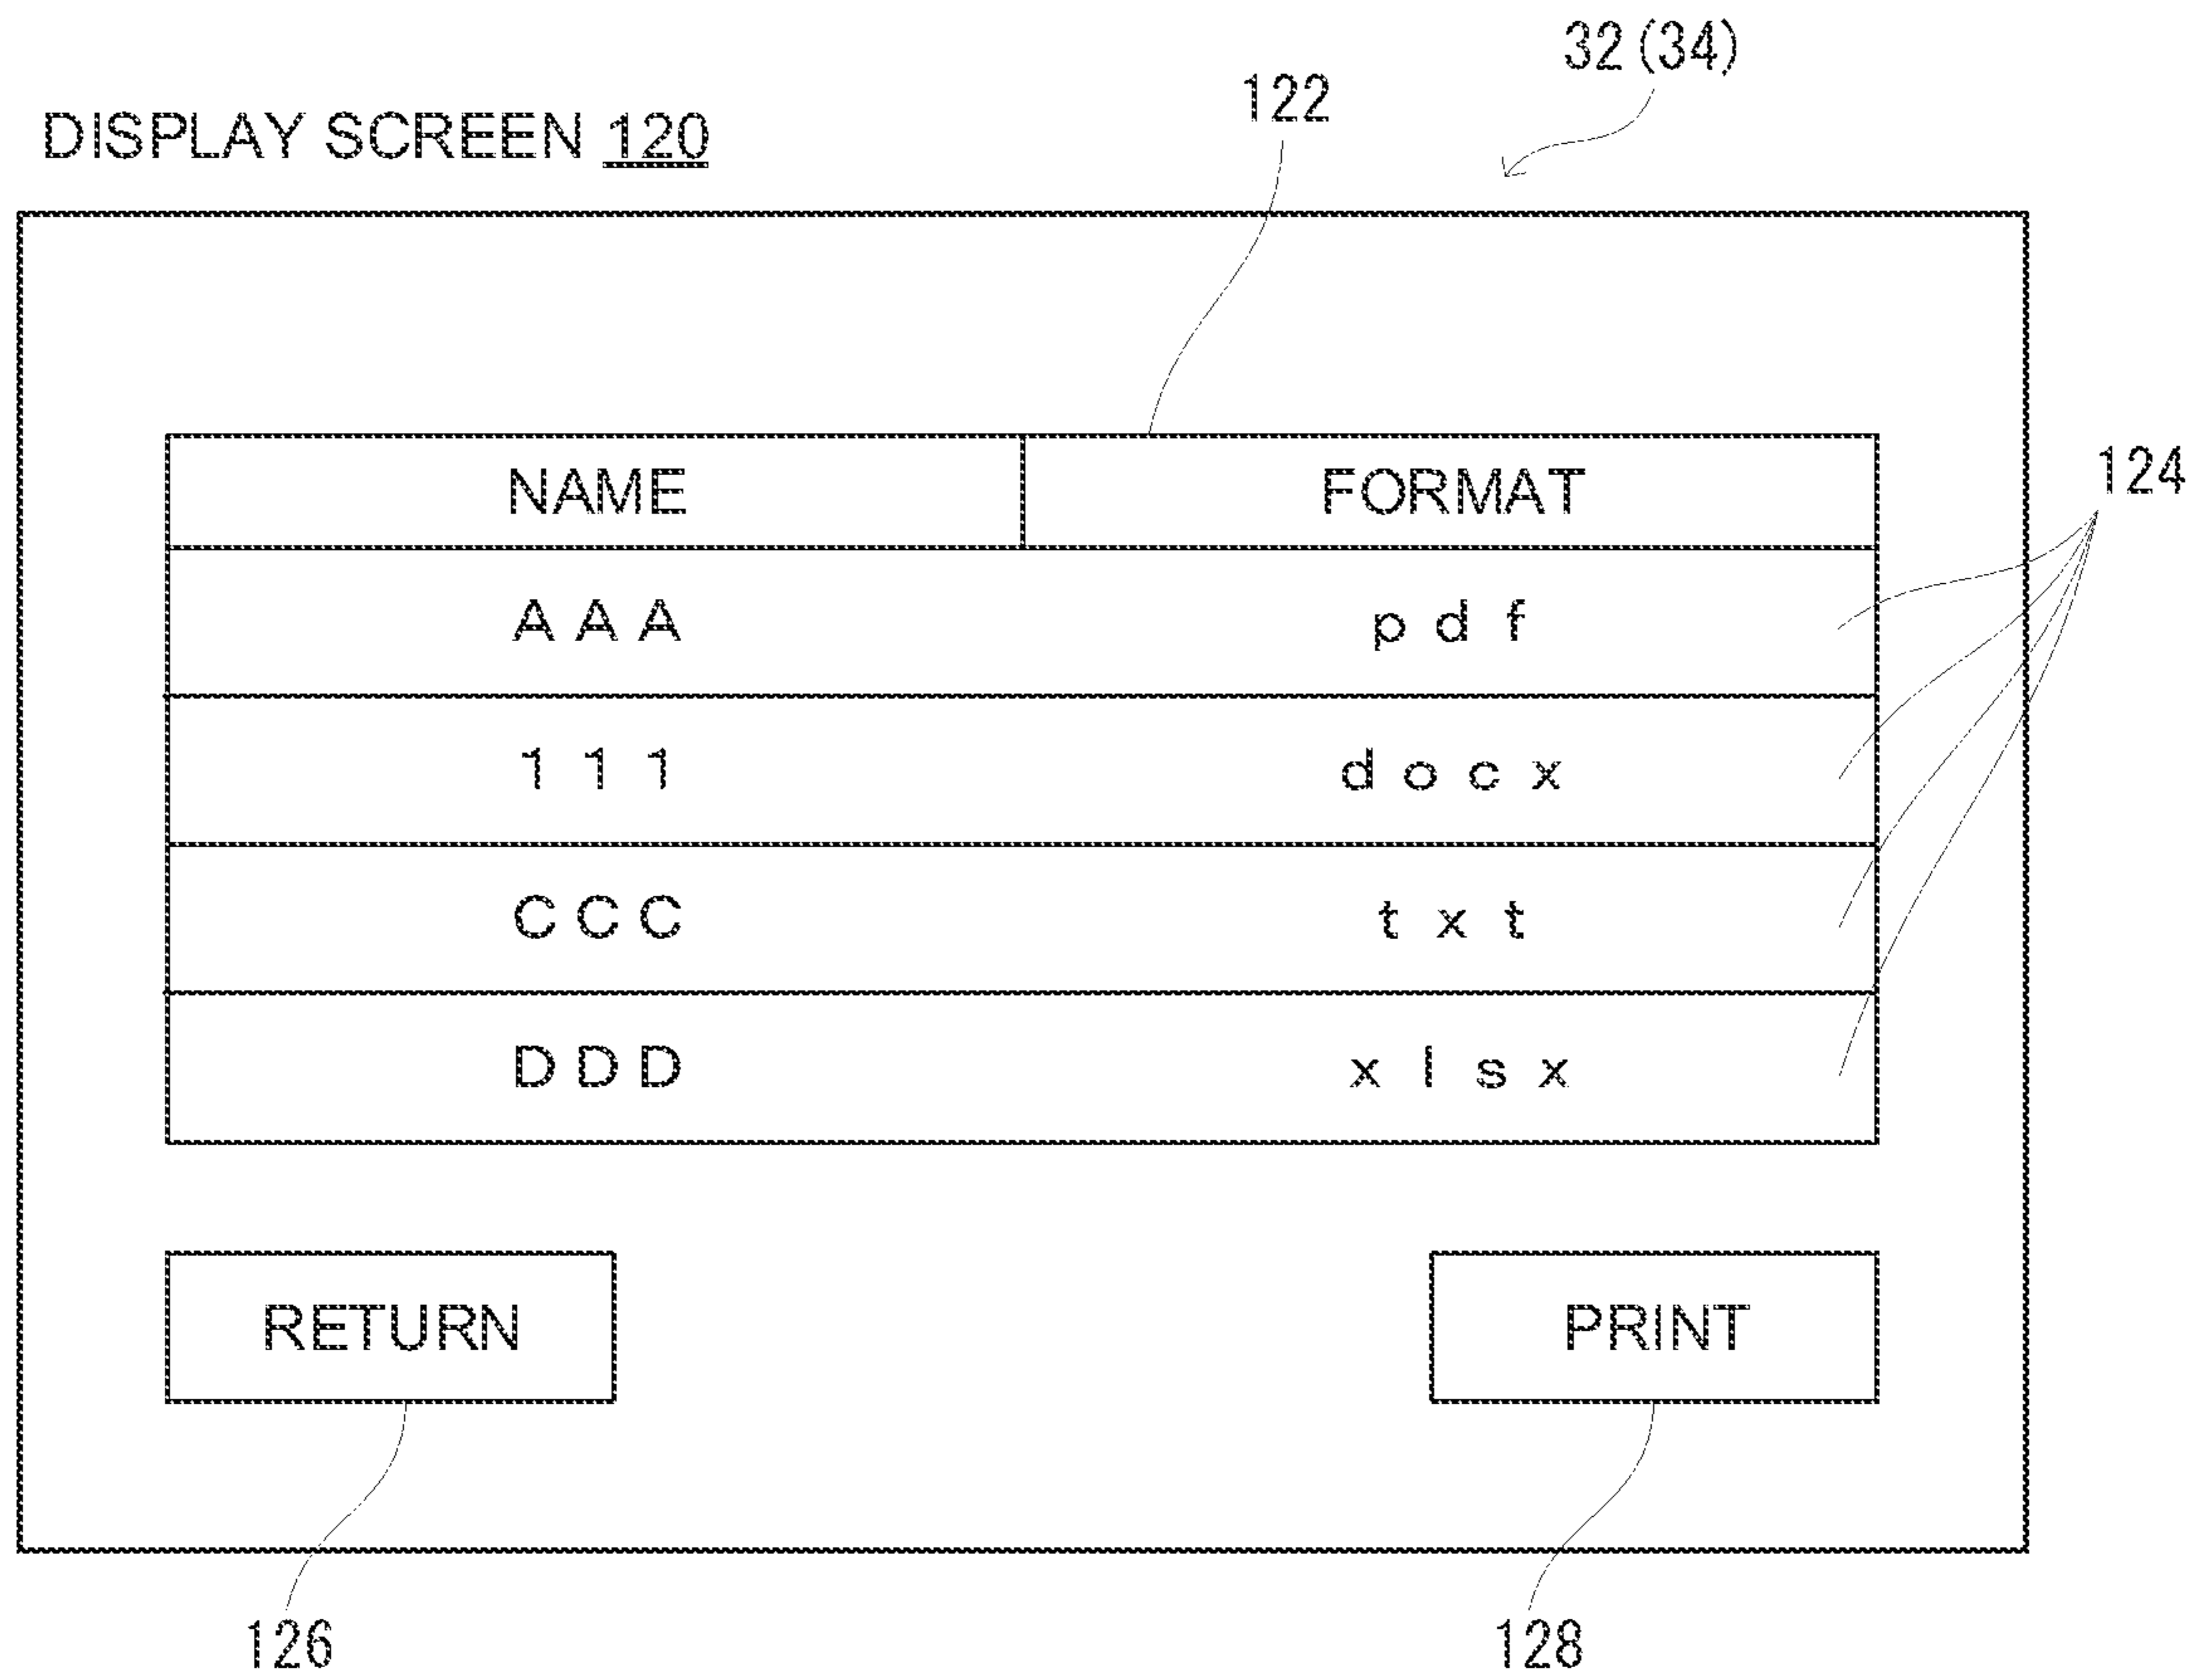 32(34)
122
DISPLAY SCREEN 120
NAME FORMAT
124
AAA pdf
111 docx
CCC txt
DDD xlsx
RETURN PRINT
126 128